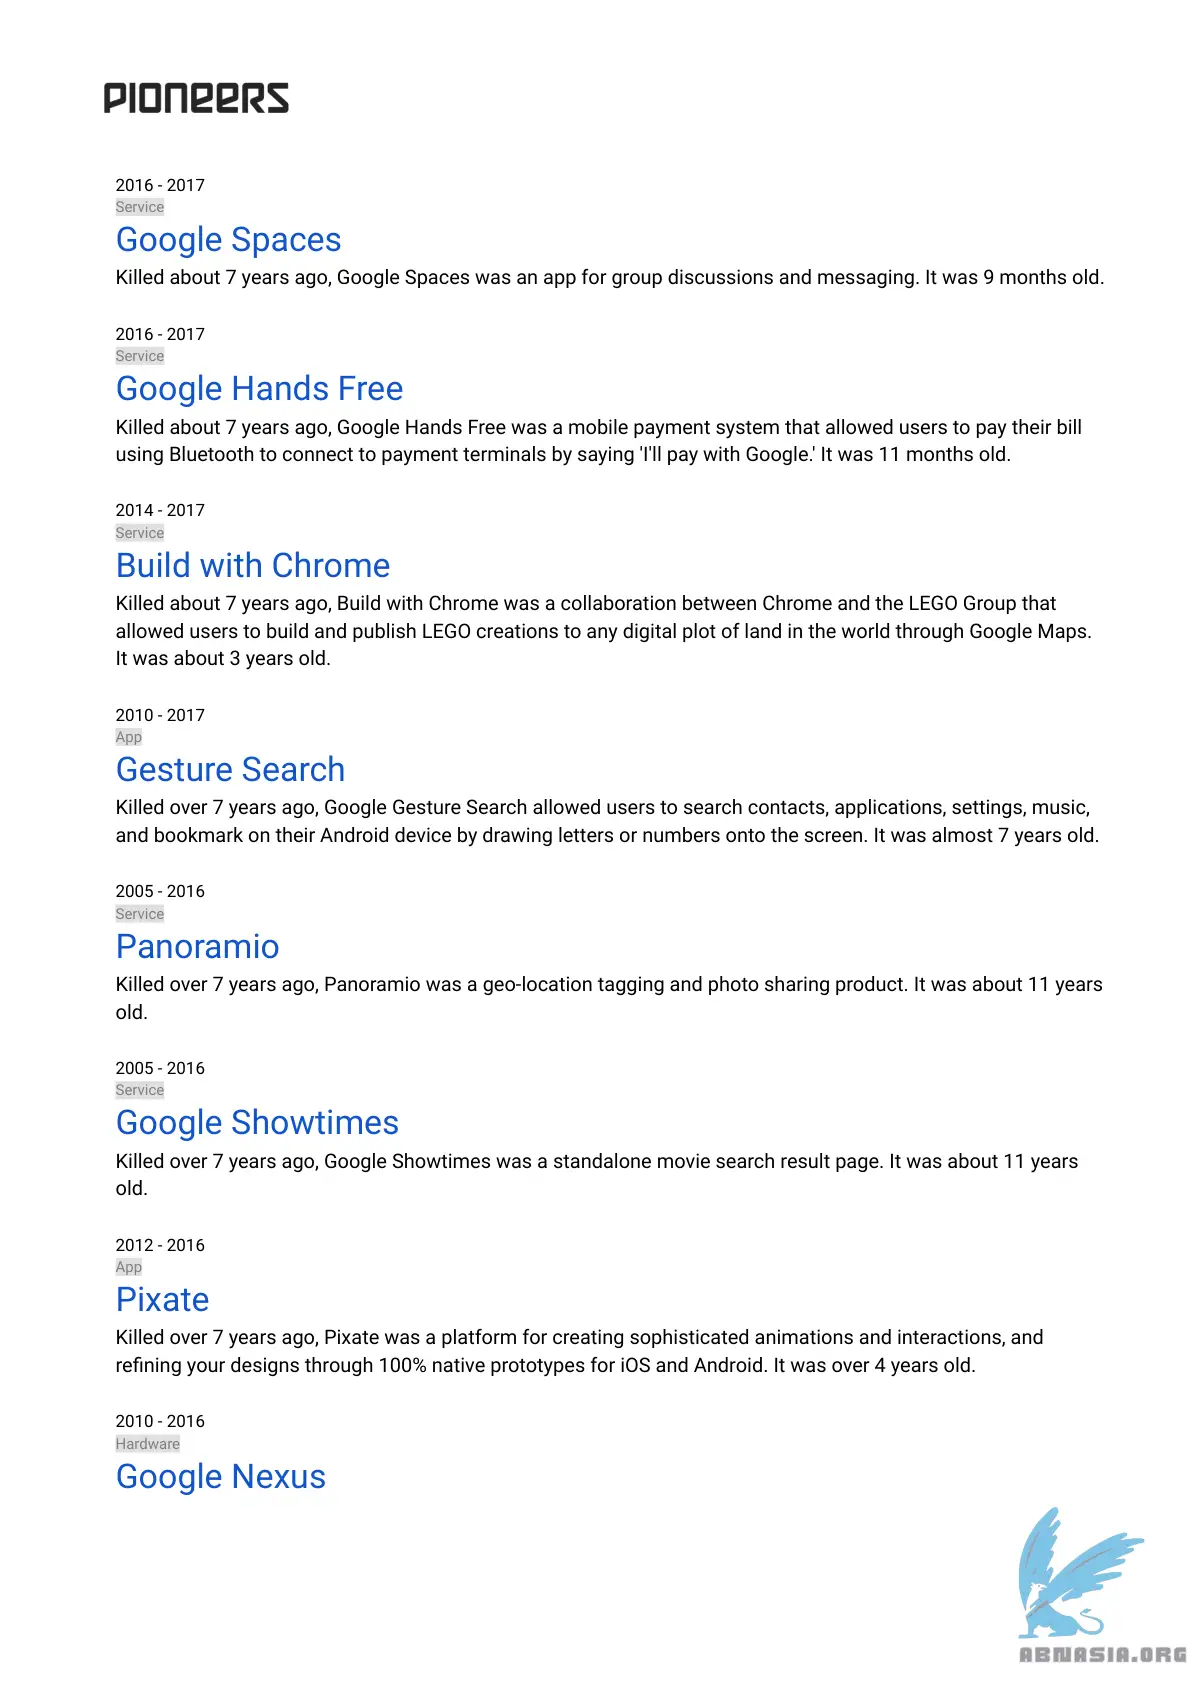 PIONEERS
2016 - 2017
Service
Google Spaces
Killed about 7 years ago, Google Spaces was an app for group discussions and messaging. It was 9 months old.
2016 - 2017
Service
Google Hands Free
Killed about 7 years ago, Google Hands Free was a mobile payment system that allowed users to pay their bill
using Bluetooth to connect to payment terminals by saying 'I'll pay with Google.' It was 11 months old.
2014 - 2017
Service
Build with Chrome
Killed about 7 years ago, Build with Chrome was a collaboration between Chrome and the LEGO Group that
allowed users to build and publish LEGO creations to any digital plot of land in the world through Google Maps.
It was about 3 years old.
2010 - 2017
App
Gesture Search
Killed over 7 years ago, Google Gesture Search allowed users to search contacts, applications, settings, music,
and bookmark on their Android device by drawing letters or numbers onto the screen. It was almost 7 years old.
2005 - 2016
Service
Panoramio
Killed over 7 years ago, Panoramio was a geo-location tagging and photo sharing product. It was about 11 years
old.
2005 - 2016
Service
Google Showtimes
Killed over 7 years ago, Google Showtimes was a standalone movie search result page. It was about 11 years
old.
2012 - 2016
App
Pixate
Killed over 7 years ago, Pixate was a platform for creating sophisticated animations and interactions, and
refining your designs through 100% native prototypes for iOS and Android. It was over 4 years old.
2010 - 2016
Hardware
Google Nexus
ABNASIA.ORG